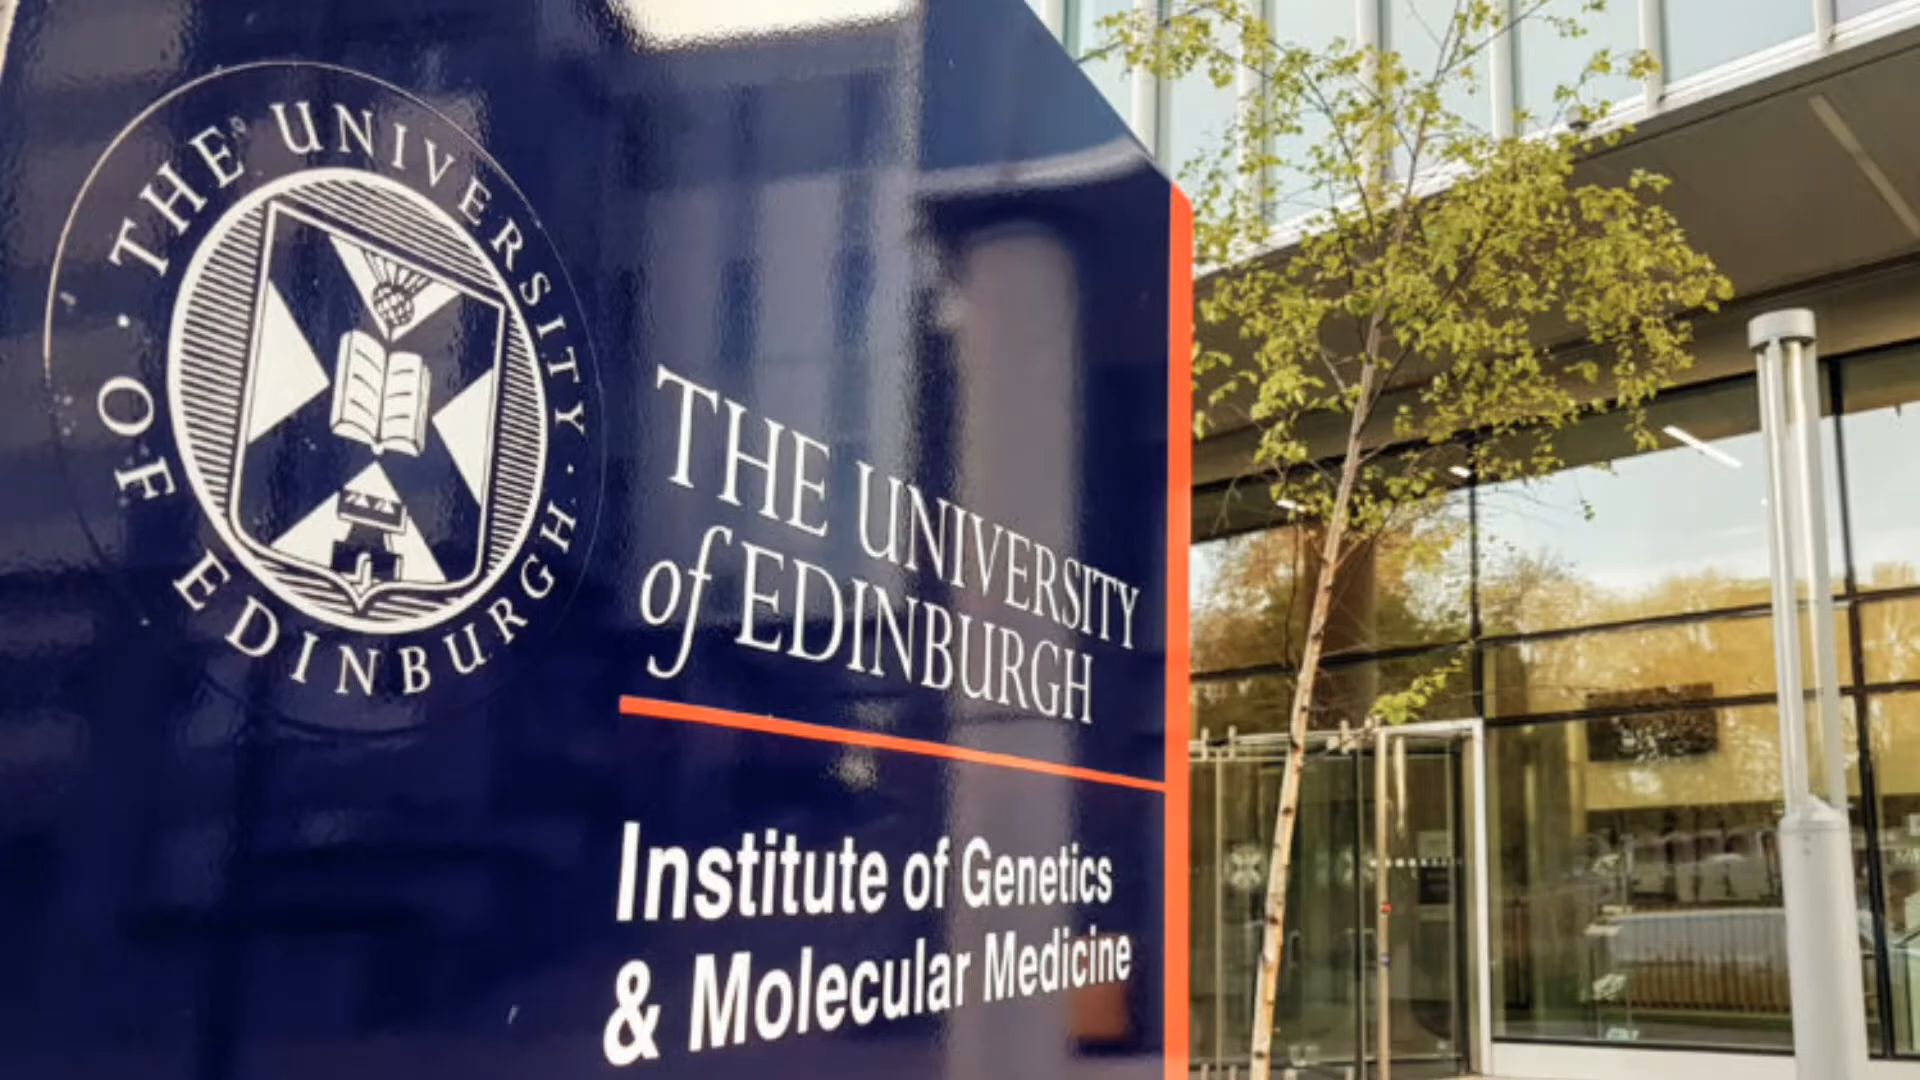 THE UNIVERSITY · OF EDINBURGH ·
THE UNIVERSITY
of EDINBURGH
Institute of Genetics
& Molecular Medicine